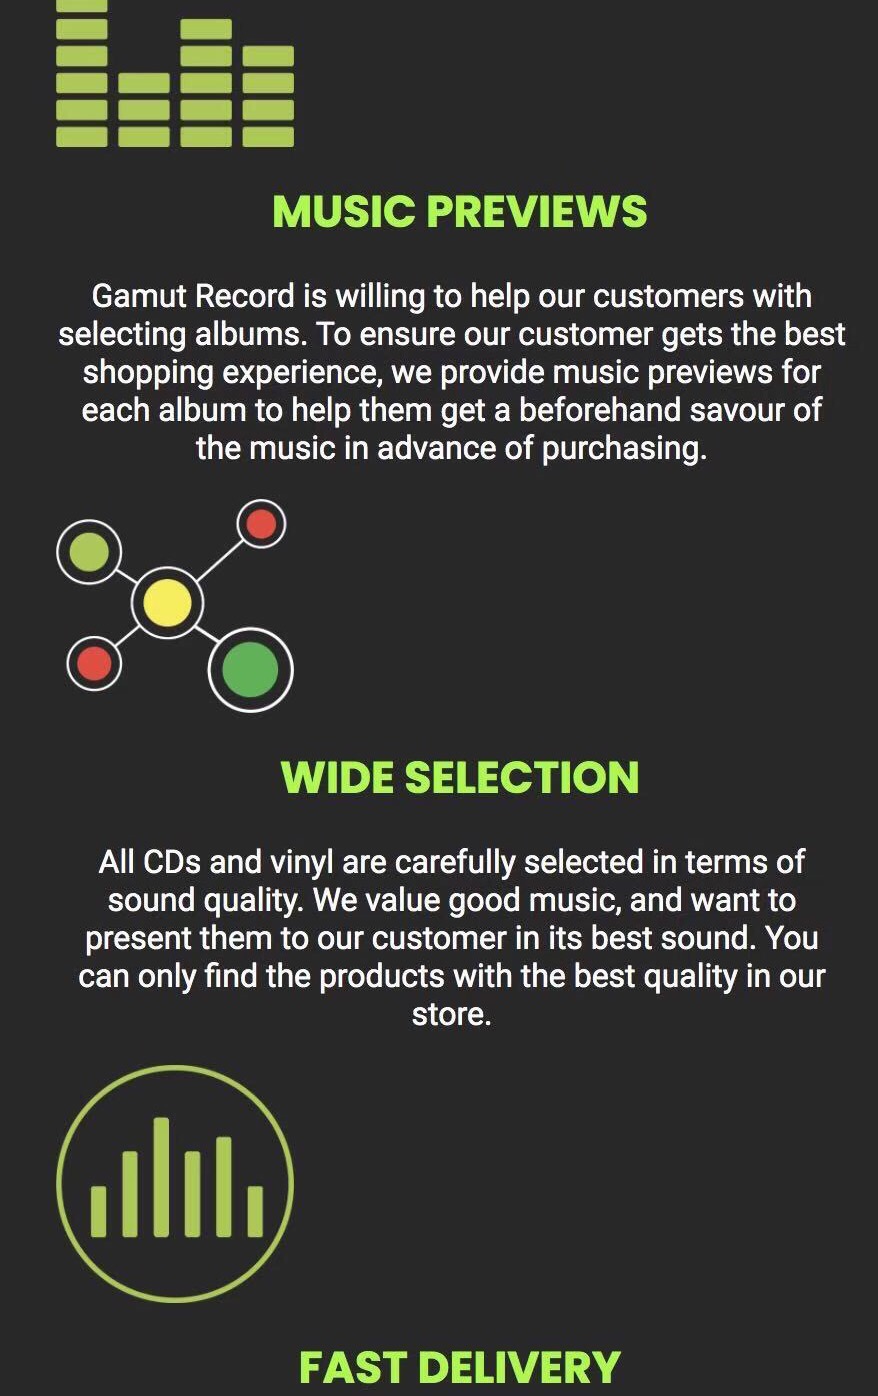 MUSIC PREVIEWS
Gamut Record is willing to help our customers with
selecting albums. To ensure our customer gets the best
shopping experience, we provide music previews for
each album to help them get a beforehand savour of
the music in advance of purchasing.
WIDE SELECTION
All CDs and vinyl are carefully selected in terms of
sound quality. We value good music, and want to
present them to our customer in its best sound. You
can only find the products with the best quality in our
store.
FAST DELIVERY